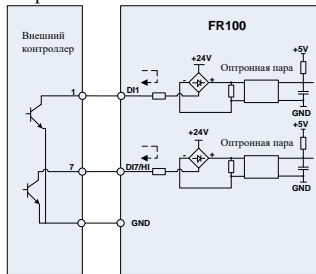 FR100
Внешний
контроллер
+24V
+5V
Оптронная пара
1
DI1
-
+
GND
+24V
+5V
Оптронная пара
7
DI7/HI
-
+
GND
GND